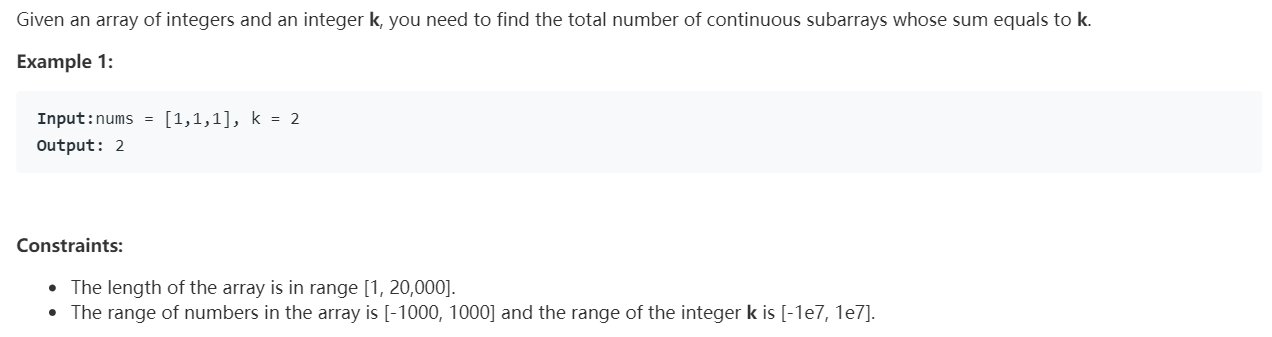 Given an array of integers and an integer k, you need to find the total number of continuous subarrays whose sum equals to k.
Example 1:
Input:nums = [1,1,1], k = 2
Output: 2
Constraints:
• The length of the array is in range [1, 20,000].
• The range of numbers in the array is [-1000, 1000] and the range of the integer k is [-1e7, 1e7].